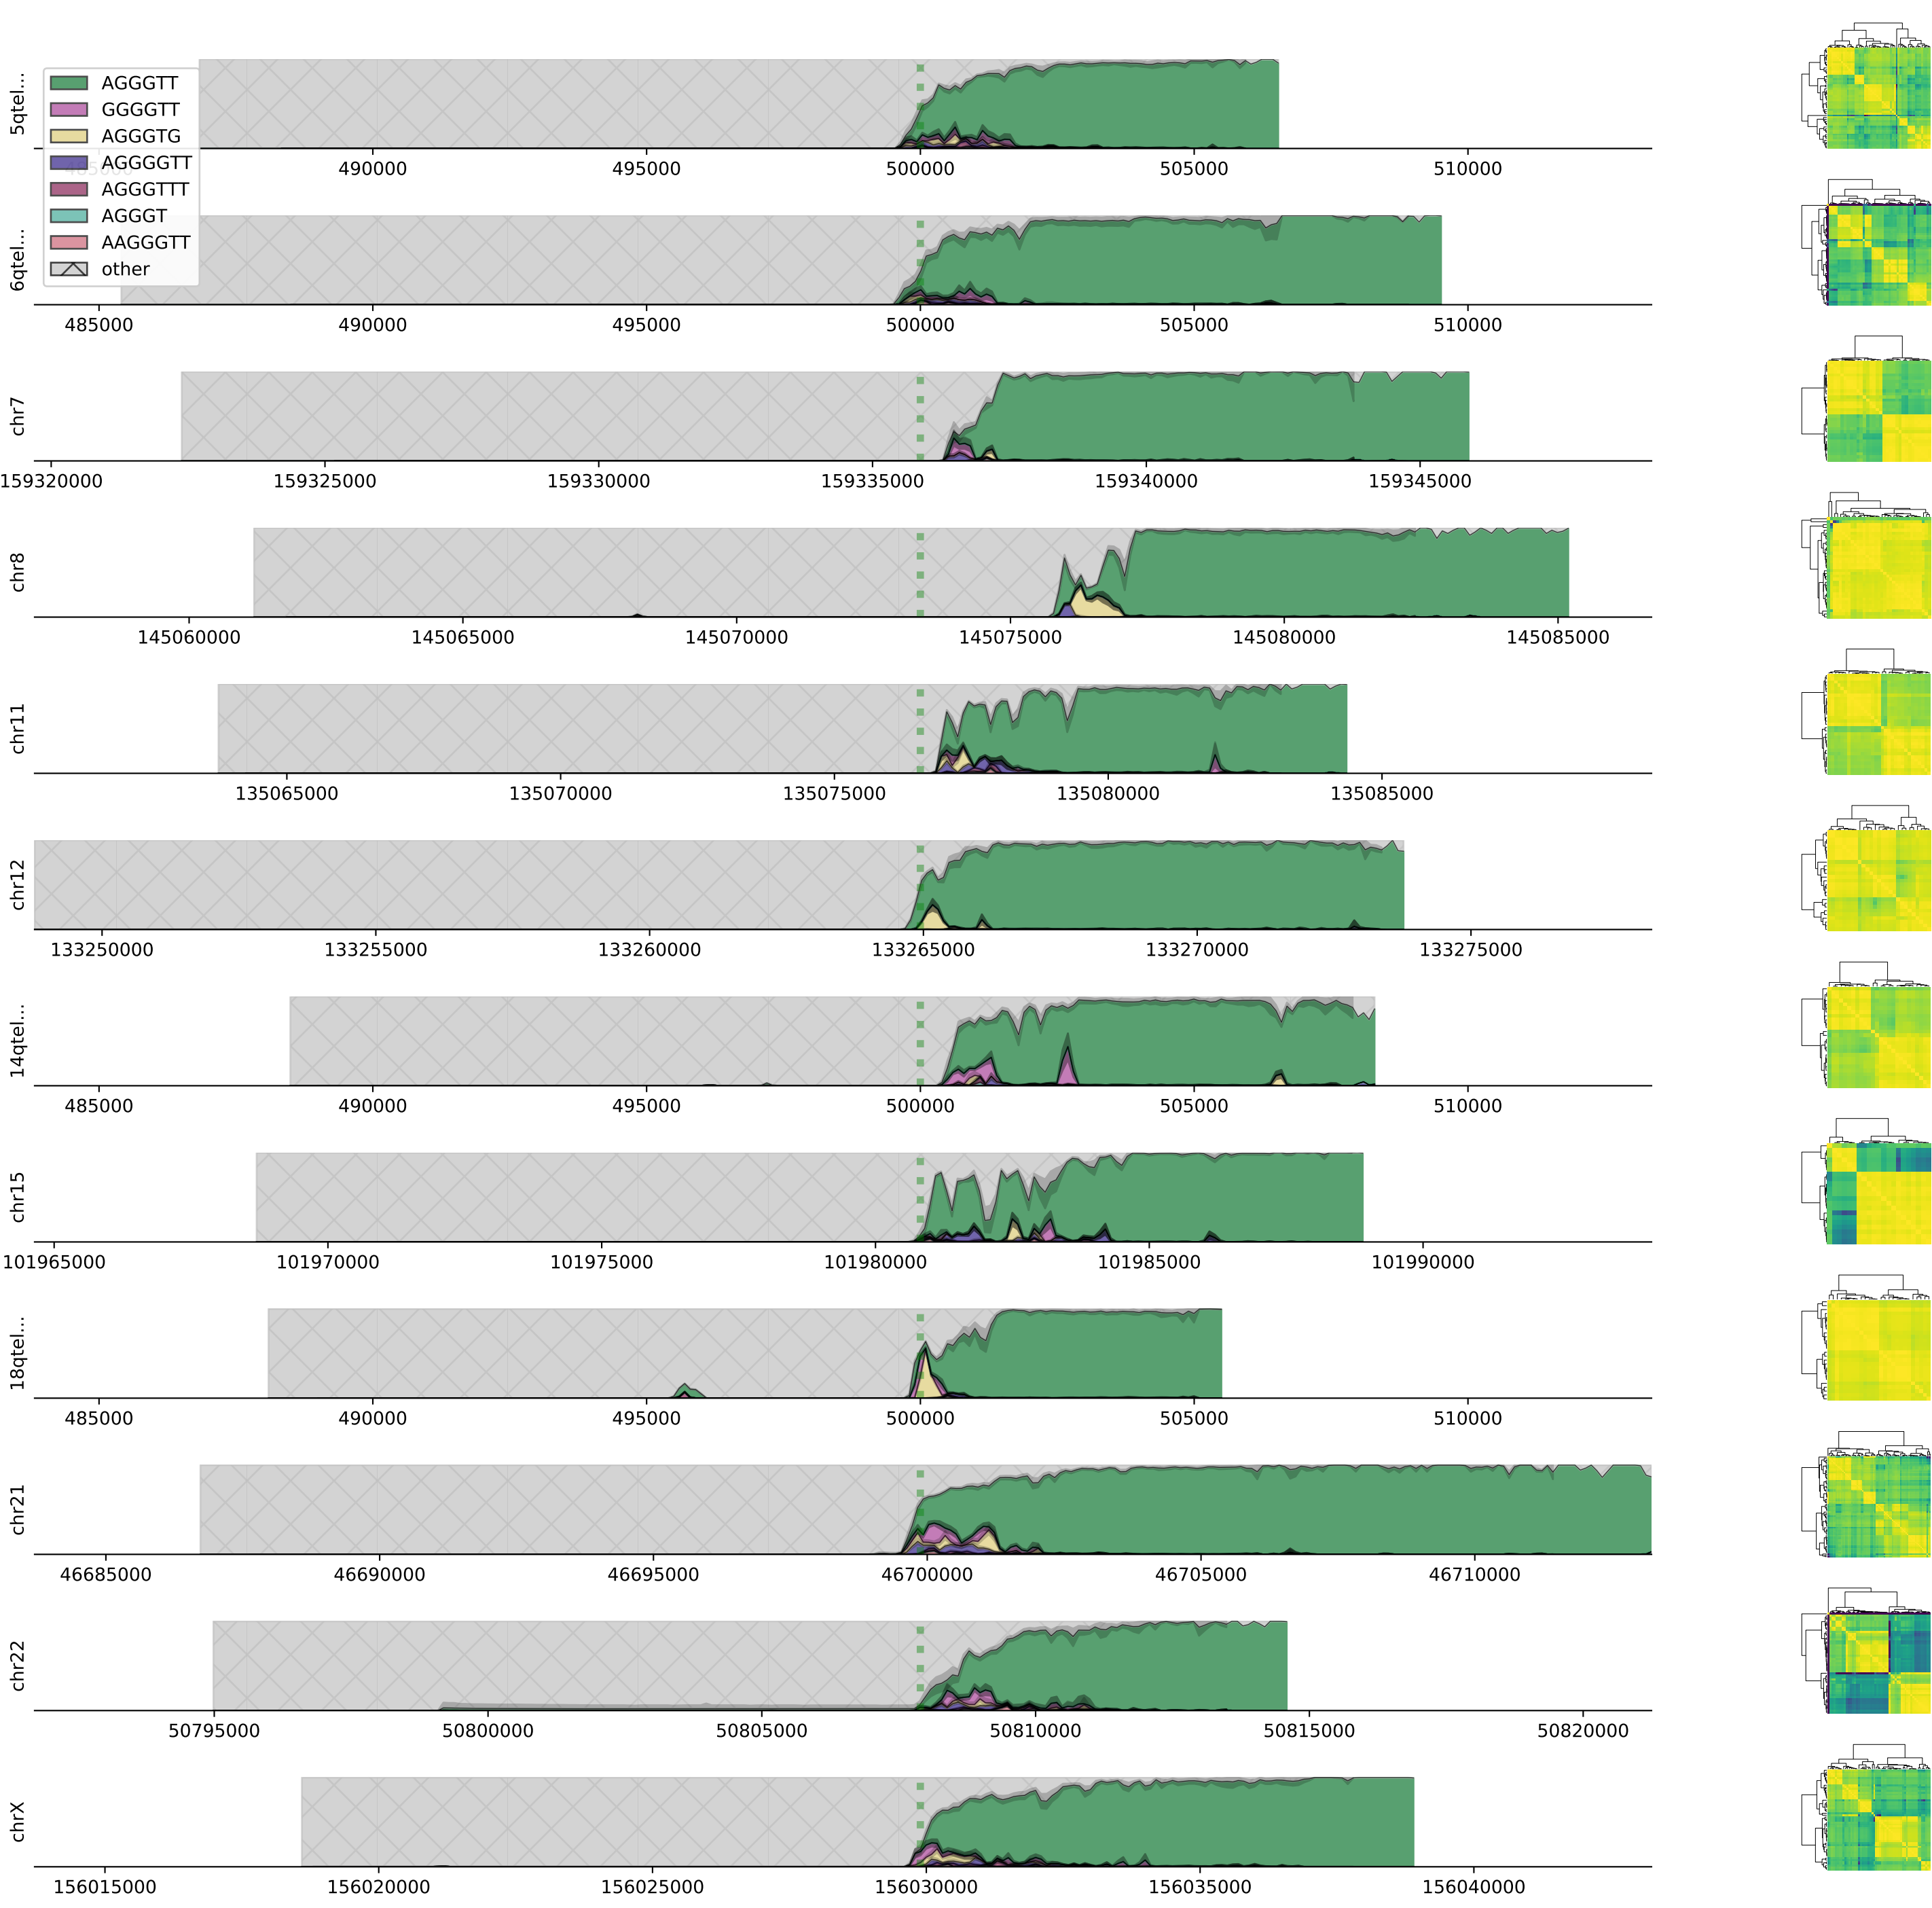 5qtel...
AGGGTT
GGGGTT
AGGGTG
AGGGGTT
AGGGTTT
AGGGT
AAGGGTT
other
485000 490000 495000 500000 505000 510000
6qtel...
485000 490000 495000 500000 505000 510000
chr7
159320000 159325000 159330000 159335000 159340000 159345000
chr8
145060000 145065000 145070000 145075000 145080000 145085000
chr11
135065000 135070000 135075000 135080000 135085000
chr12
133250000 133255000 133260000 133265000 133270000 133275000
14qtel...
485000 490000 495000 500000 505000 510000
chr15
101965000 101970000 101975000 101980000 101985000 101990000
18qtel...
485000 490000 495000 500000 505000 510000
chr21
46685000 46690000 46695000 46700000 46705000 46710000
chr22
50795000 50800000 50805000 50810000 50815000 50820000
chrX
156015000 156020000 156025000 156030000 156035000 156040000